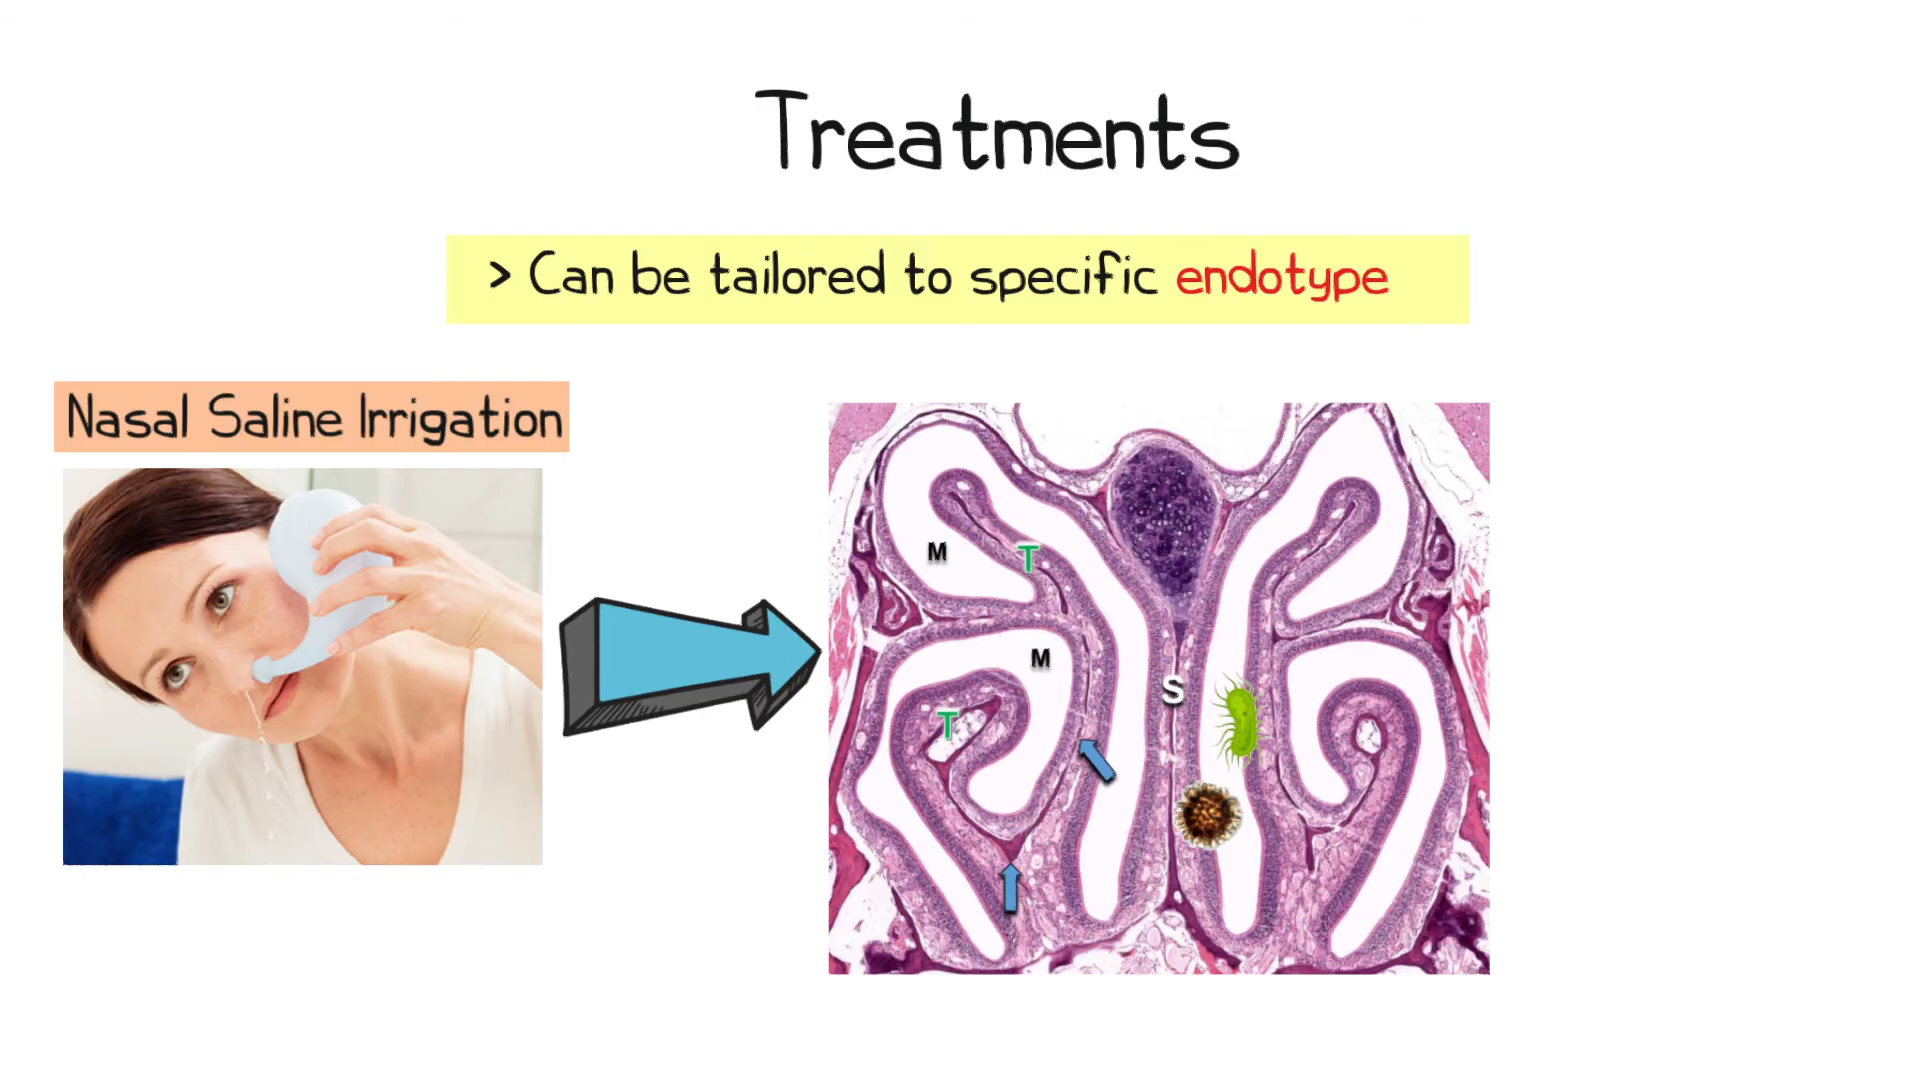 Treatments
> Can be tailored to specific endotype
Nasal Saline Irrigation
M
T
M
S
T